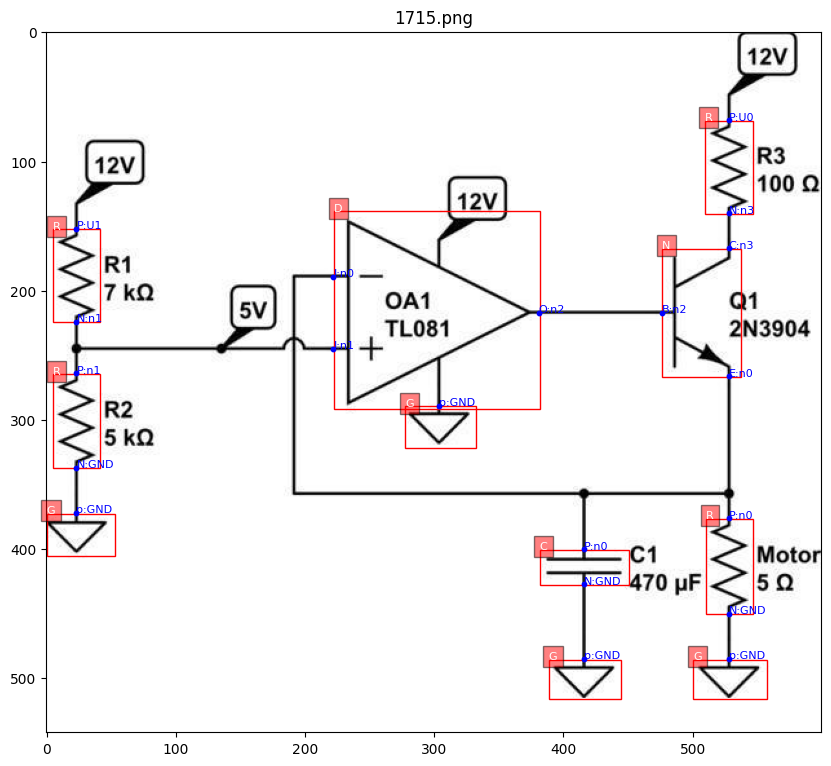 1715.png
0
100
200
300
400
500
0
100
200
300
400
500
12V
R
P:U0
R3
100 Ω
N:n3
12V
R
P:U1
R1
7 kΩ
N:n1
D
12V
I:n0
OA1
TL081
O:n2
I:n1
5V
N
C:n3
B:n2
Q1
2N3904
E:n0
R
P:n1
R2
5 kΩ
N:GND
G
p:GND
G
p:GND
C
P:n0
C1
470 µF
N:GND
R
P:n0
Motor
5 Ω
N:GND
G
p:GND
G
p:GND